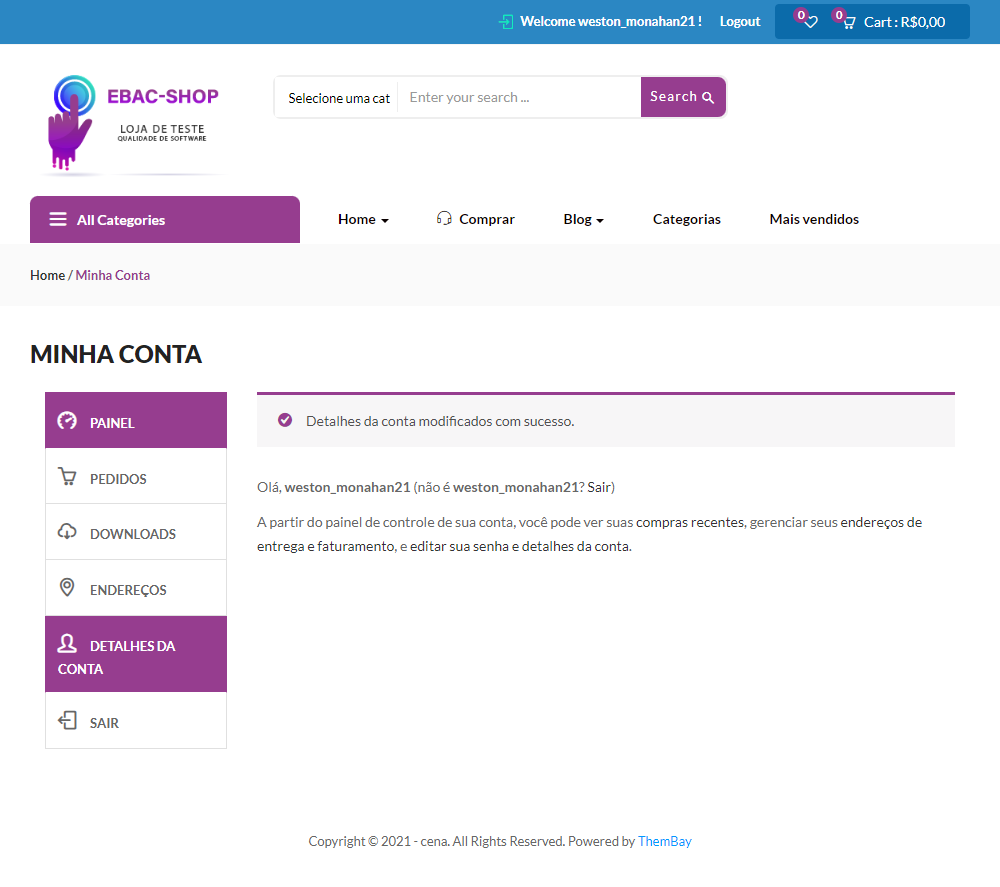 Welcome weston_monahan21 ! Logout 0 0 Cart : R$0,00
EBAC-SHOP
LOJA DE TESTE
QUALIDADE DE SOFTWARE
Selecione uma cat Enter your search ... Search
All Categories Home Comprar Blog Categorias Mais vendidos
Home / Minha Conta
MINHA CONTA
PAINEL
PEDIDOS
DOWNLOADS
ENDEREÇOS
DETALHES DA
CONTA
SAIR
Detalhes da conta modificados com sucesso.
Olá, weston_monahan21 (não é weston_monahan21? Sair)
A partir do painel de controle de sua conta, você pode ver suas compras recentes, gerenciar seus endereços de
entrega e faturamento, e editar sua senha e detalhes da conta.
Copyright © 2021 - cena. All Rights Reserved. Powered by ThemBay